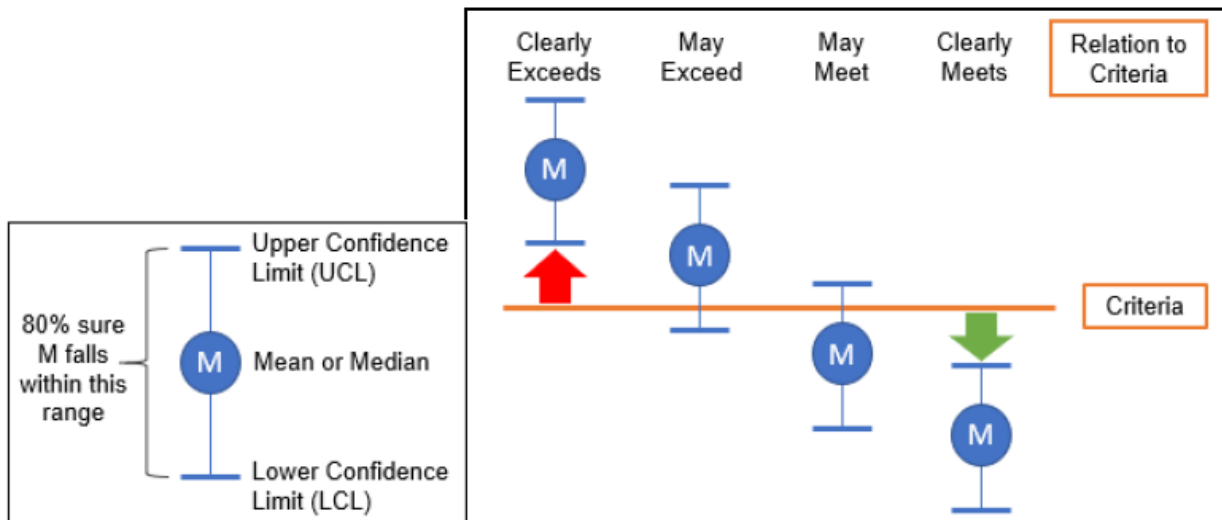 Clearly
Exceeds
May
Exceed
May
Meet
Clearly
Meets
Relation to
Criteria
M
M
M
M
Criteria
80% sure
M falls
within this
range
Upper Confidence
Limit (UCL)
M
Mean or Median
Lower Confidence
Limit (LCL)